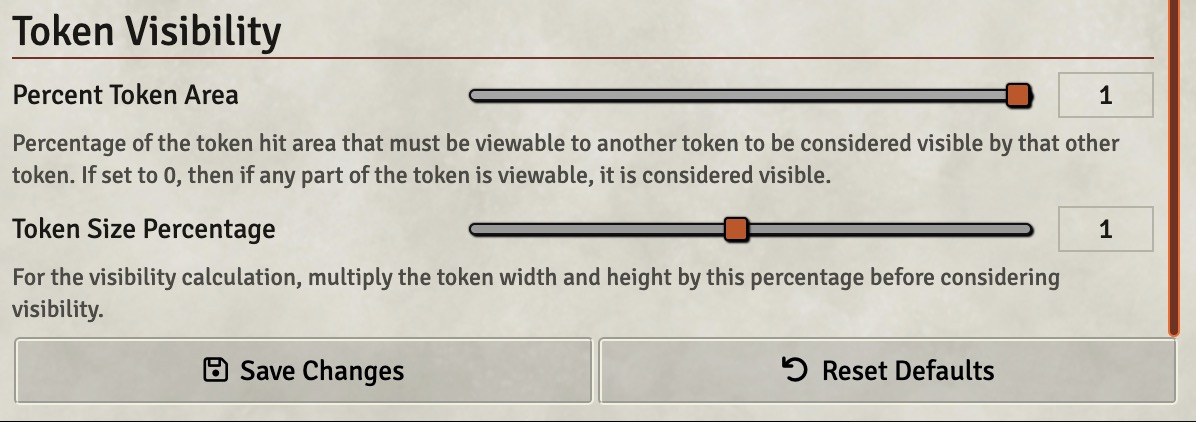 Token Visibility
Percent Token Area
1
Percentage of the token hit area that must be viewable to another token to be considered visible by that other
token. If set to 0, then if any part of the token is viewable, it is considered visible.
Token Size Percentage
1
For the visibility calculation, multiply the token width and height by this percentage before considering
visibility.
Save Changes
Reset Defaults